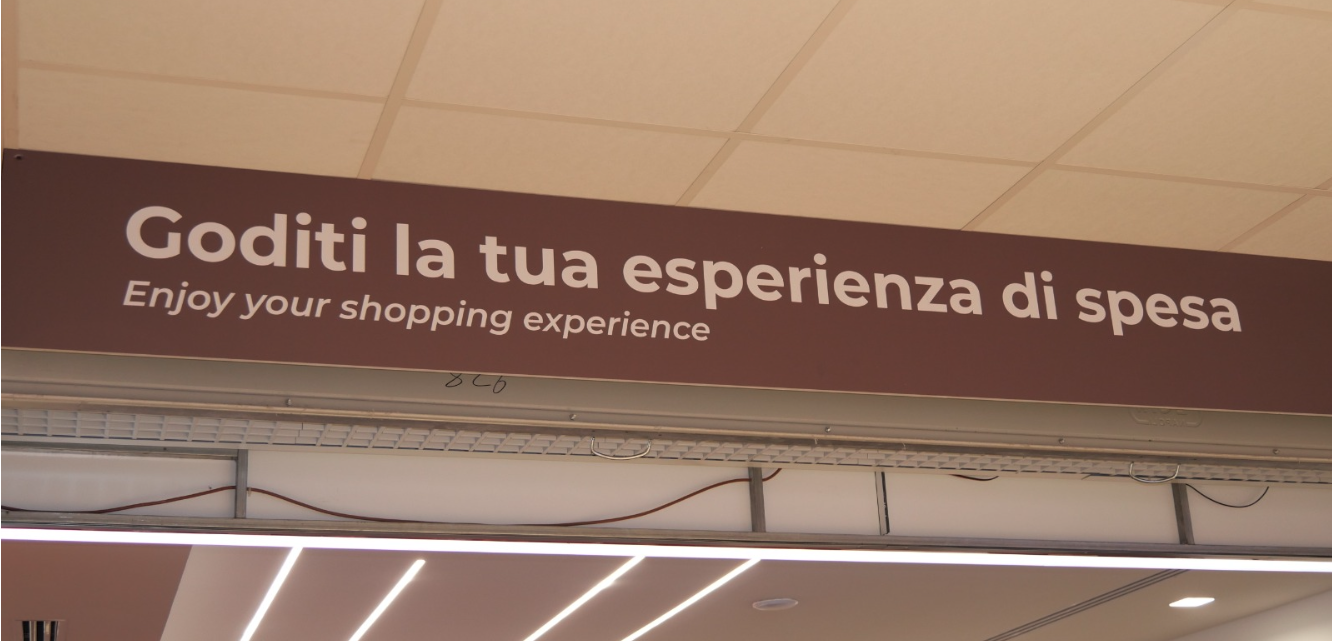 Goditi la tua esperienza di spesa
Enjoy your shopping experience